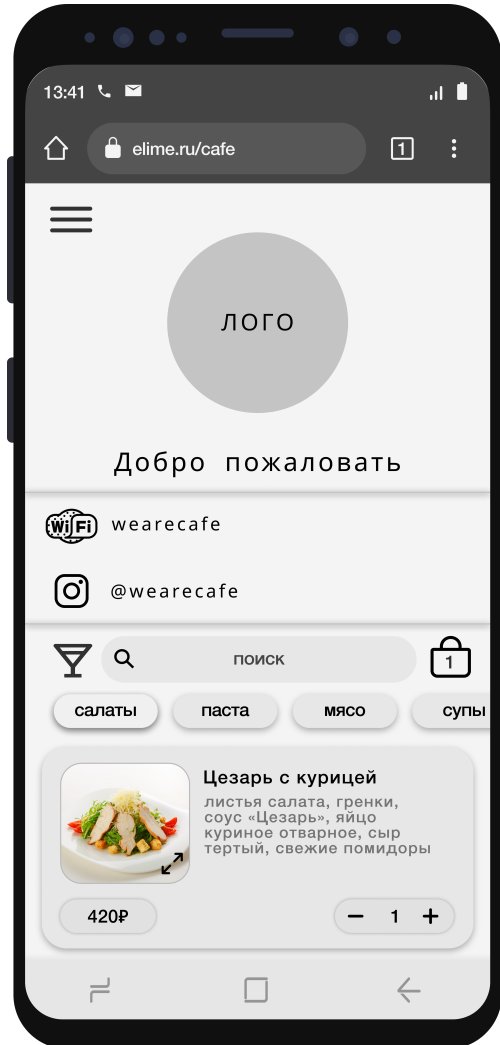 13:41
elime.ru/cafe
1
ЛОГО
Добро пожаловать
WiFi wearecafe
@wearecafe
поиск
1
салаты паста мясо супы
Цезарь с курицей
листья салата, гренки,
соус «Цезарь», яйцо
куриное отварное, сыр
тертый, свежие помидоры
420₽ − 1 +